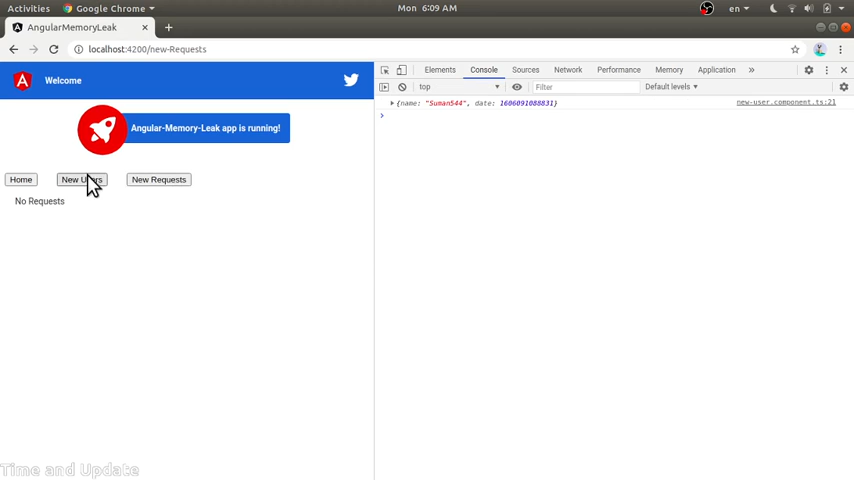 Activities Google Chrome Mon 6:09 AM en
AngularMemoryLeak
localhost:4200/new-Requests
Welcome
Elements Console Sources Network Performance Memory Application
top Filter Default levels
{name: "Suman544", date: 1606091088831} new-user.component.ts:21
Angular-Memory-Leak app is running!
Home New Users New Requests
No Requests
Time and Update